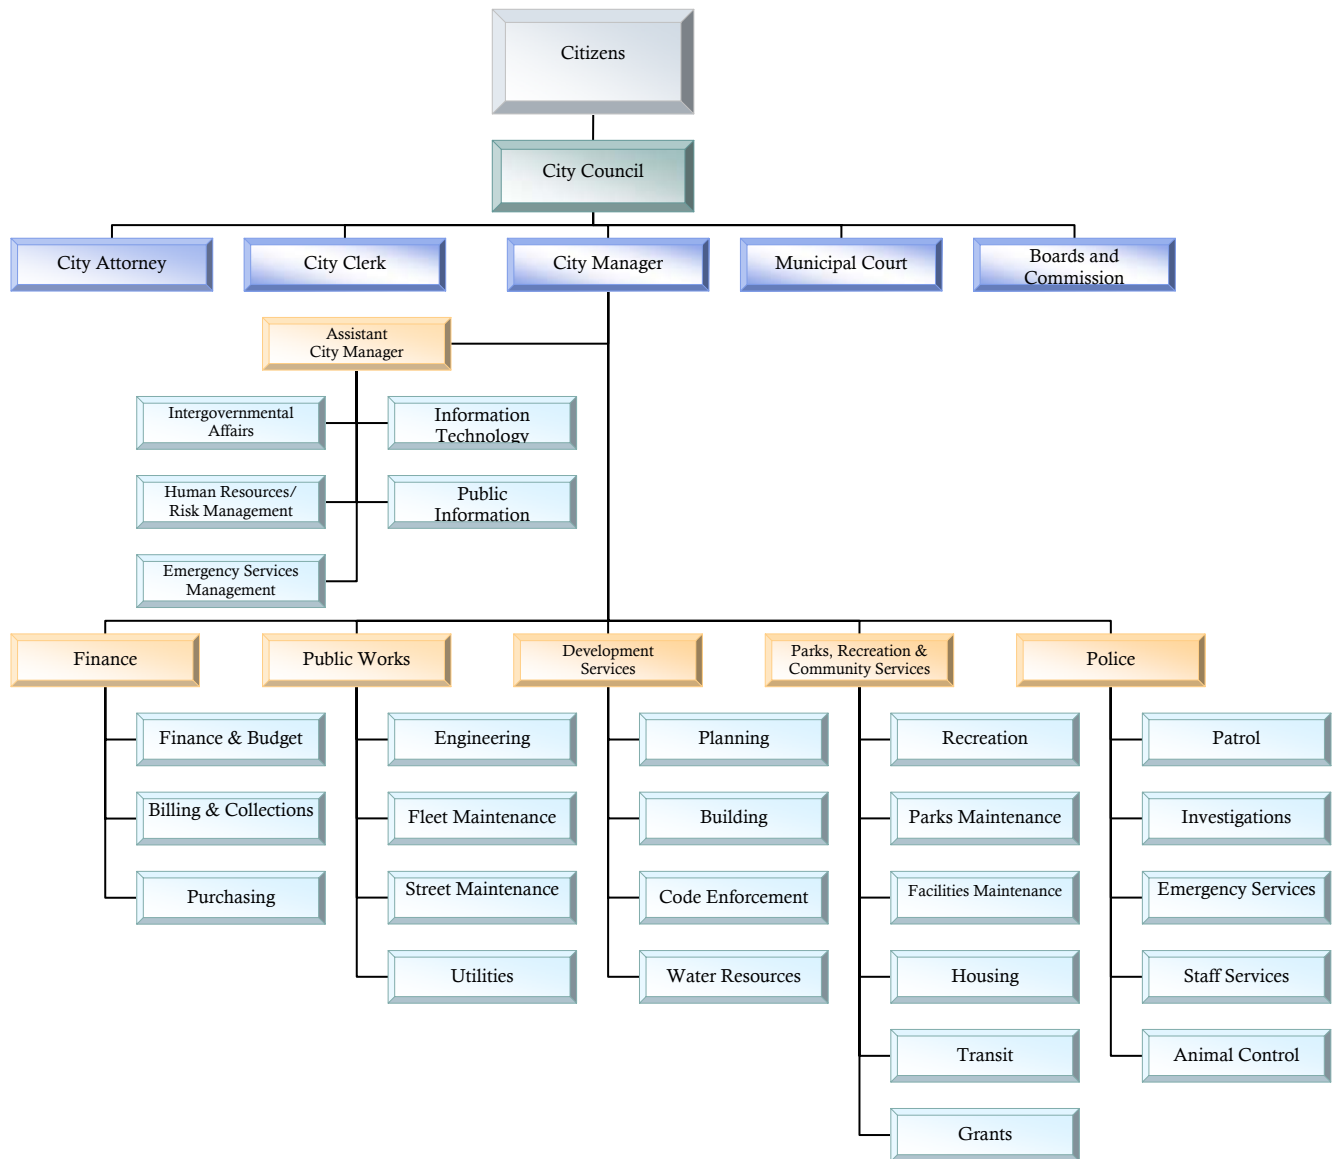 Citizens
City Council
City Attorney
City Clerk
City Manager
Municipal Court
Boards and
Commission
Assistant
City Manager
Intergovernmental
Affairs
Information
Technology
Human Resources/
Risk Management
Public
Information
Emergency Services
Management
Finance
Public Works
Development
Services
Parks, Recreation &
Community Services
Police
Finance & Budget
Engineering
Planning
Recreation
Patrol
Billing & Collections
Fleet Maintenance
Building
Parks Maintenance
Investigations
Purchasing
Street Maintenance
Code Enforcement
Facilities Maintenance
Emergency Services
Utilities
Water Resources
Housing
Staff Services
Transit
Animal Control
Grants